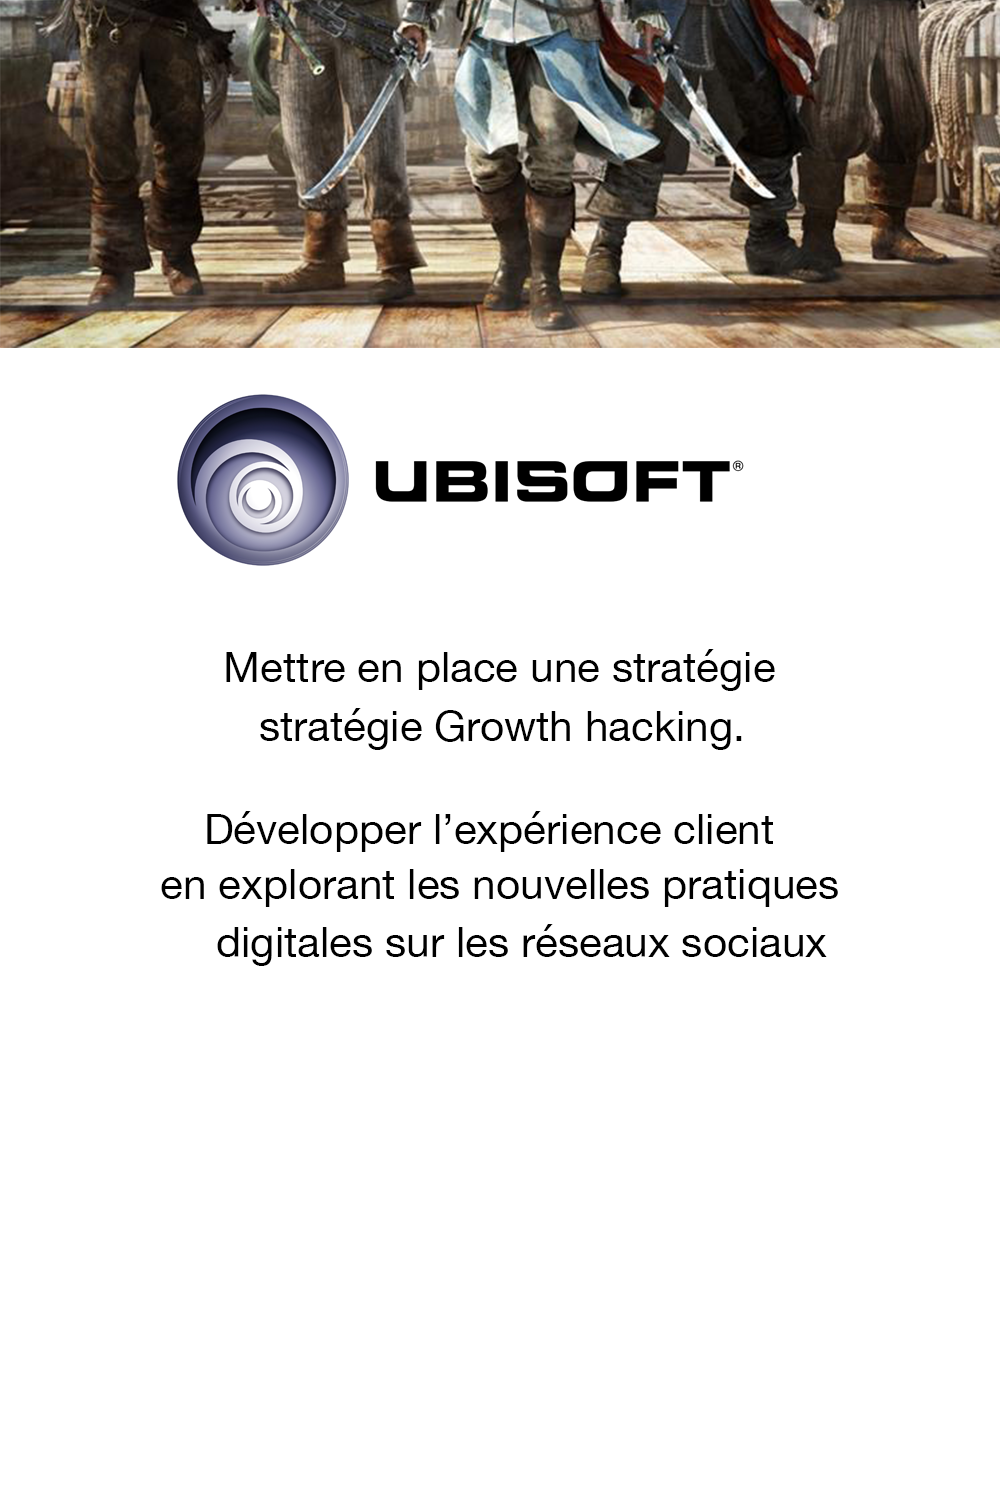 UBISOFT®
Mettre en place une stratégie
stratégie Growth hacking.
Développer l’expérience client
en explorant les nouvelles pratiques
digitales sur les réseaux sociaux